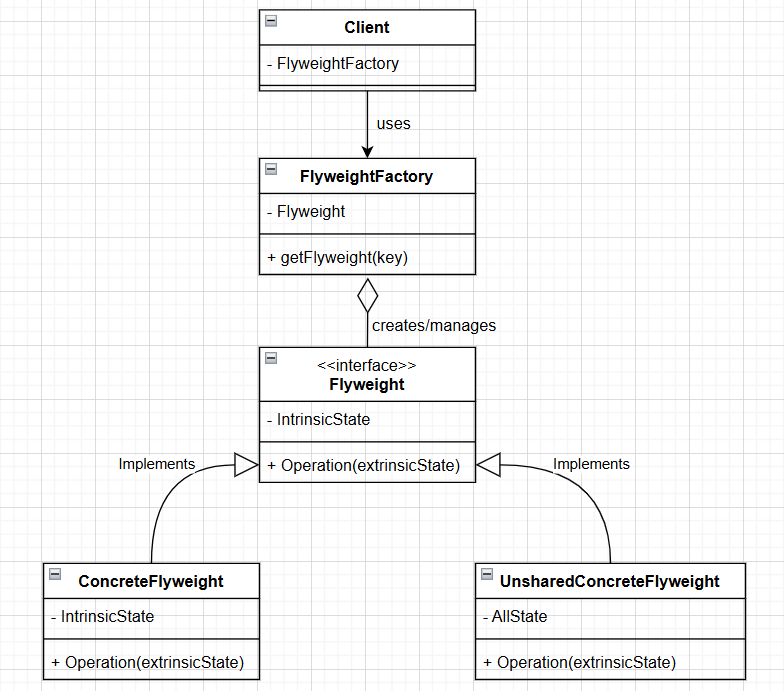 Client
- FlyweightFactory
uses
FlyweightFactory
- Flyweight
+ getFlyweight(key)
creates/manages
<<interface>>
Flyweight
- IntrinsicState
+ Operation(extrinsicState)
Implements
Implements
ConcreteFlyweight
- IntrinsicState
+ Operation(extrinsicState)
UnsharedConcreteFlyweight
- AllState
+ Operation(extrinsicState)